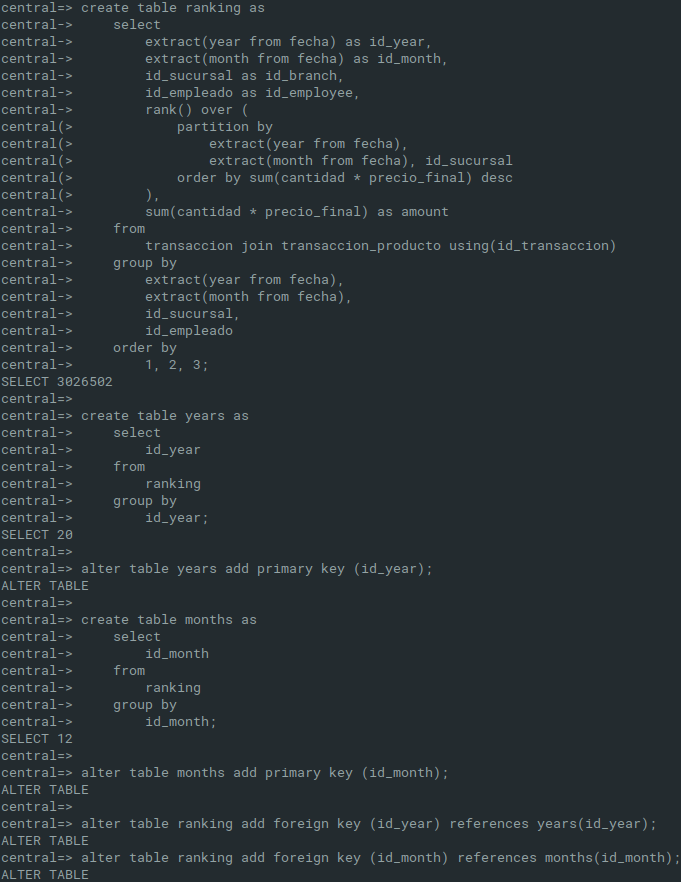 central=> create table ranking as
central->     select
central->         extract(year from fecha) as id_year,
central->         extract(month from fecha) as id_month,
central->         id_sucursal as id_branch,
central->         id_empleado as id_employee,
central->         rank() over (
central(>             partition by
central(>                 extract(year from fecha),
central(>                 extract(month from fecha), id_sucursal
central(>             order by sum(cantidad * precio_final) desc
central(>         ),
central->         sum(cantidad * precio_final) as amount
central->     from
central->         transaccion join transaccion_producto using(id_transaccion)
central->     group by
central->         extract(year from fecha),
central->         extract(month from fecha),
central->         id_sucursal,
central->         id_empleado
central->     order by
central->         1, 2, 3;
SELECT 3026502
central=>
central=> create table years as
central->     select
central->         id_year
central->     from
central->         ranking
central->     group by
central->         id_year;
SELECT 20
central=>
central=> alter table years add primary key (id_year);
ALTER TABLE
central=>
central=> create table months as
central->     select
central->         id_month
central->     from
central->         ranking
central->     group by
central->         id_month;
SELECT 12
central=>
central=> alter table months add primary key (id_month);
ALTER TABLE
central=>
central=> alter table ranking add foreign key (id_year) references years(id_year);
ALTER TABLE
central=> alter table ranking add foreign key (id_month) references months(id_month);
ALTER TABLE